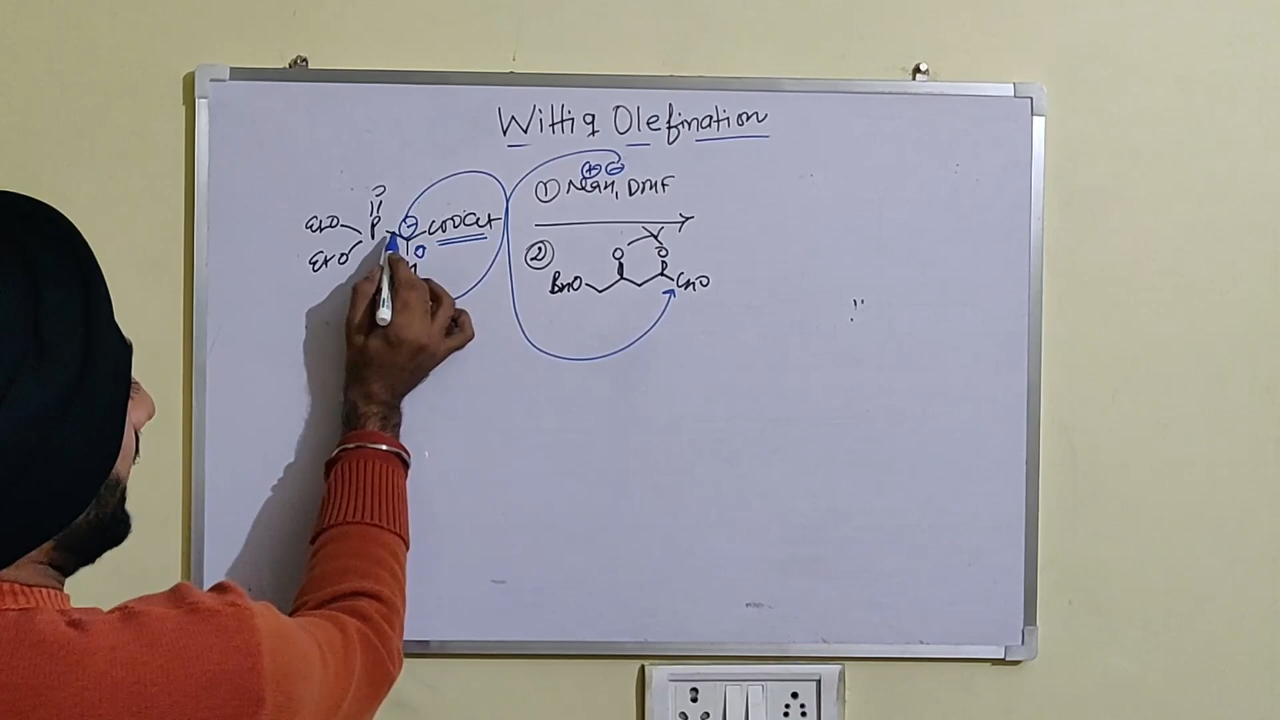 Wittig Olefination
O
EtO P COOEt
EtO
H
⊕ ⊖
① NaH, DMF
②
O O
BnO CHO